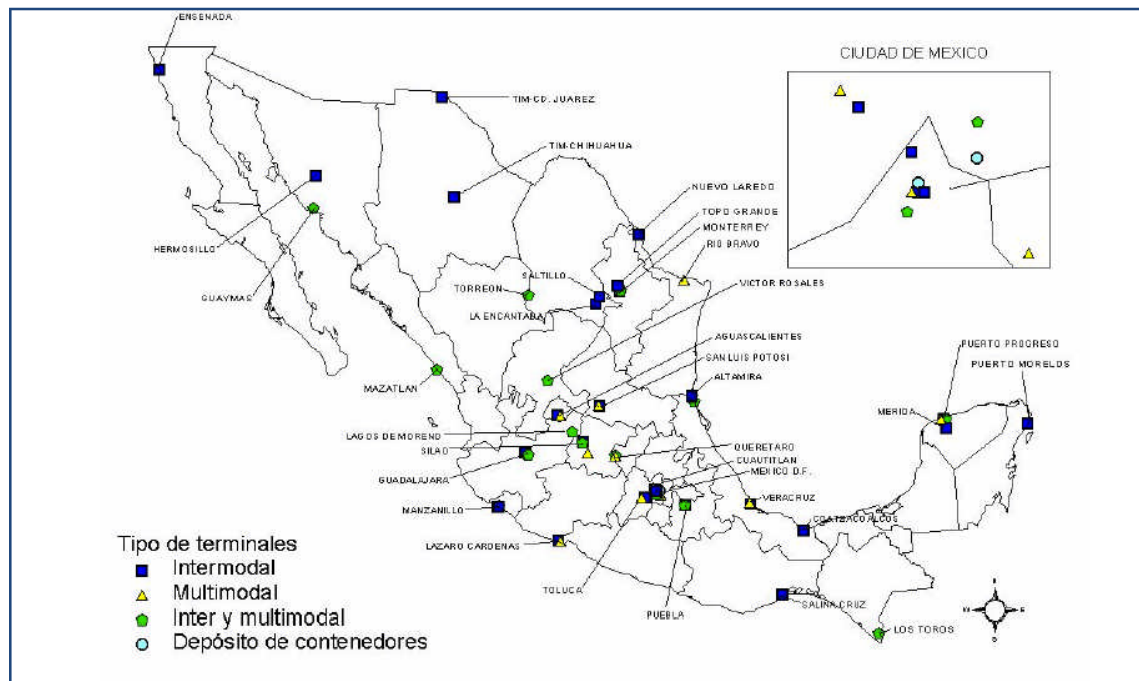 ENSENADA
CIUDAD DE MEXICO
TIM-CD. JUAREZ
TIM-CHIHUAHUA
NUEVO LAREDO
TOPO GRANDE
MONTERREY
RIO BRAVO
HERMOSILLO
SALTILLO
VICTOR ROSALES
TORREON
GUAYMAS
LA ENCANTADA
AGUASCALIENTES
PUERTO PROGRESO
SAN LUIS POTOSI
PUERTO MORELOS
ALTAMIRA
MAZATLAN
MERIDA
LAGOS DE MORENO
QUERETARO
SILAO
CUAUTITLAN
MEXICO D.F.
GUADALAJARA
VERACRUZ
MANZANILLO
COATZACOALCOS
Tipo de terminales
LAZARO CARDENAS
Intermodal
TOLUCA
Multimodal
SALINA CRUZ
PUEBLA
Inter y multimodal
LOS TOROS
Depósito de contenedores